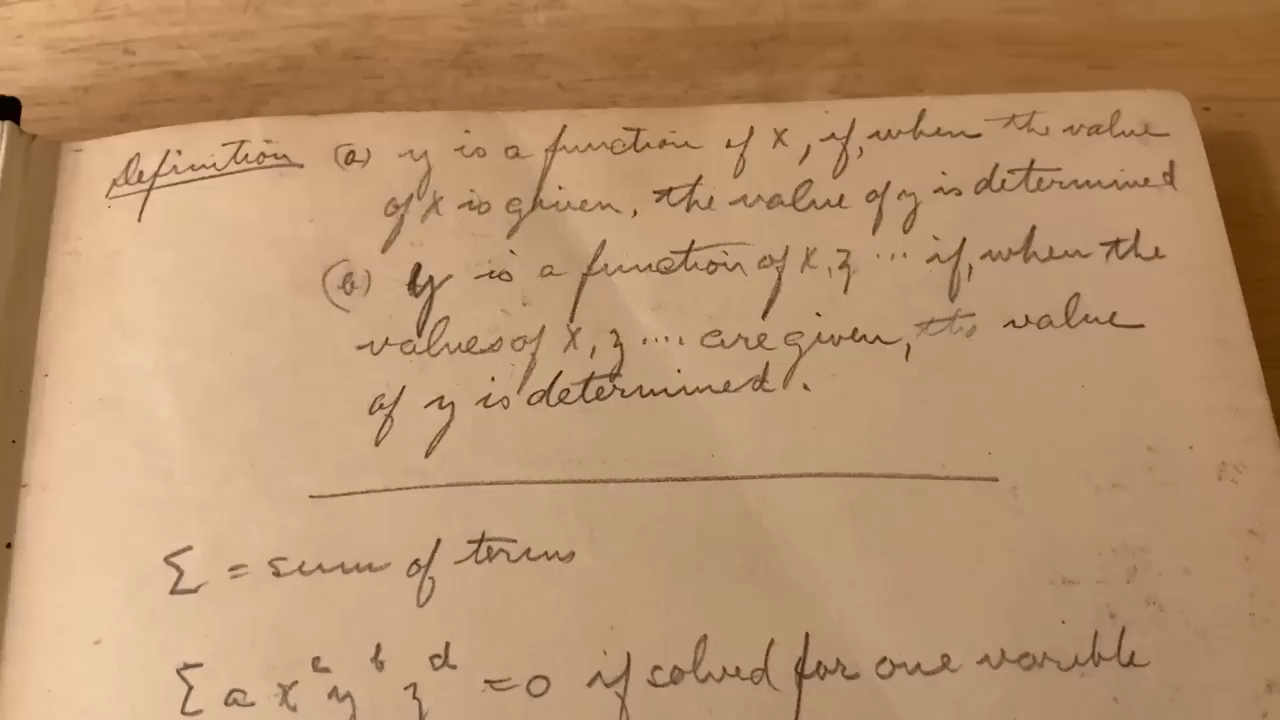 Definition (a) y is a function of x, if, when the value
of x is given, the value of y is determined
(b) y is a function of x, z ... if, when the
values of x, z .... are given, the value
of y is determined.
Σ = sum of terms
Σ a x^c y^b z^d = 0 if solved for one varible